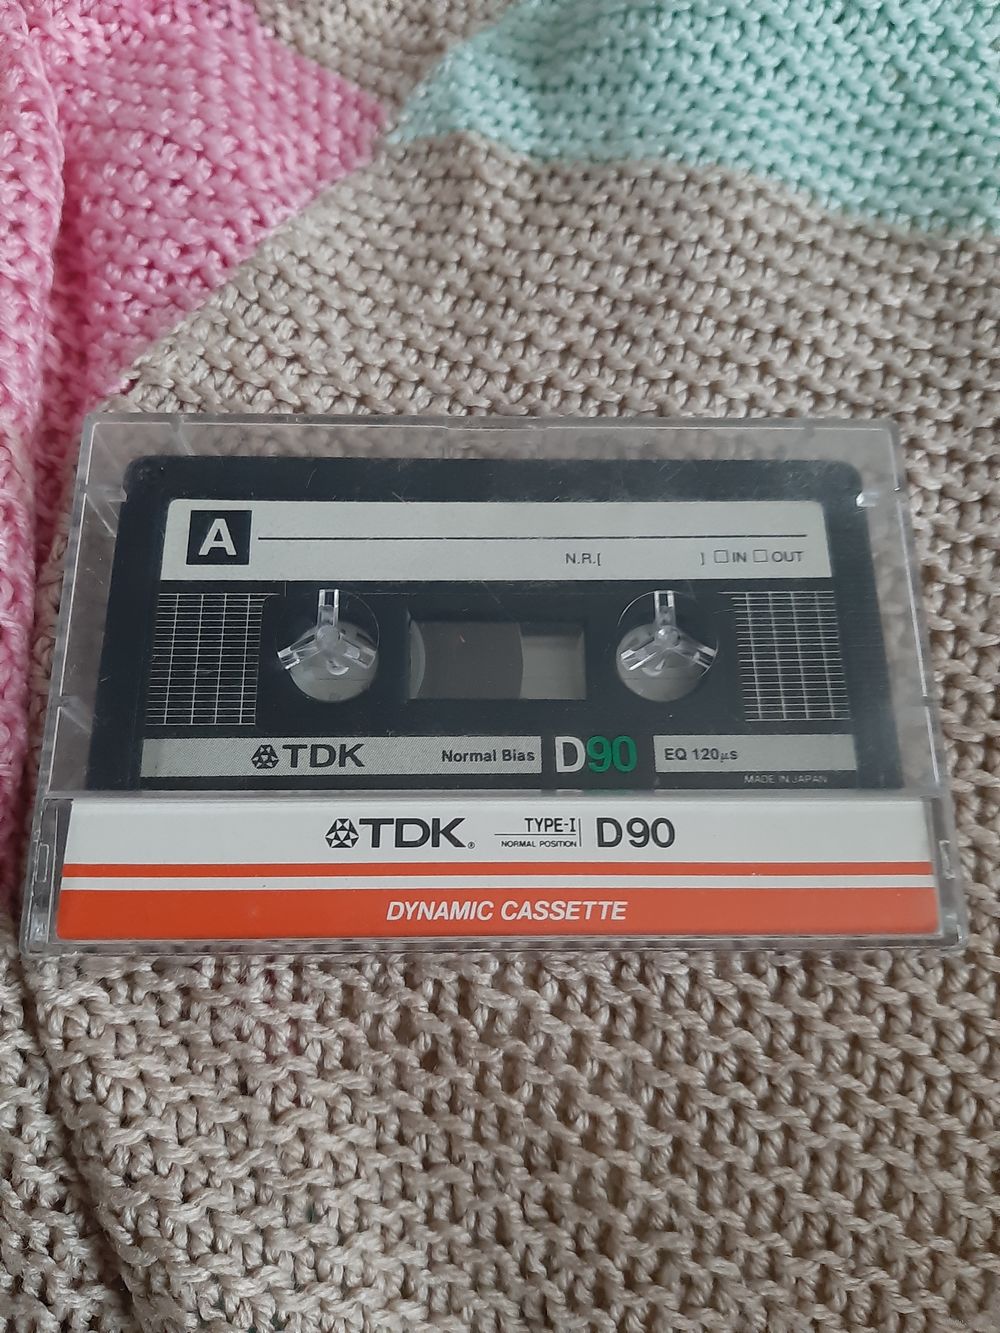 A
N.R.[ ] IN OUT
TDK Normal Bias D90 EQ 120µs
MADE IN JAPAN
TDK® TYPE-I D90
NORMAL POSITION
DYNAMIC CASSETTE